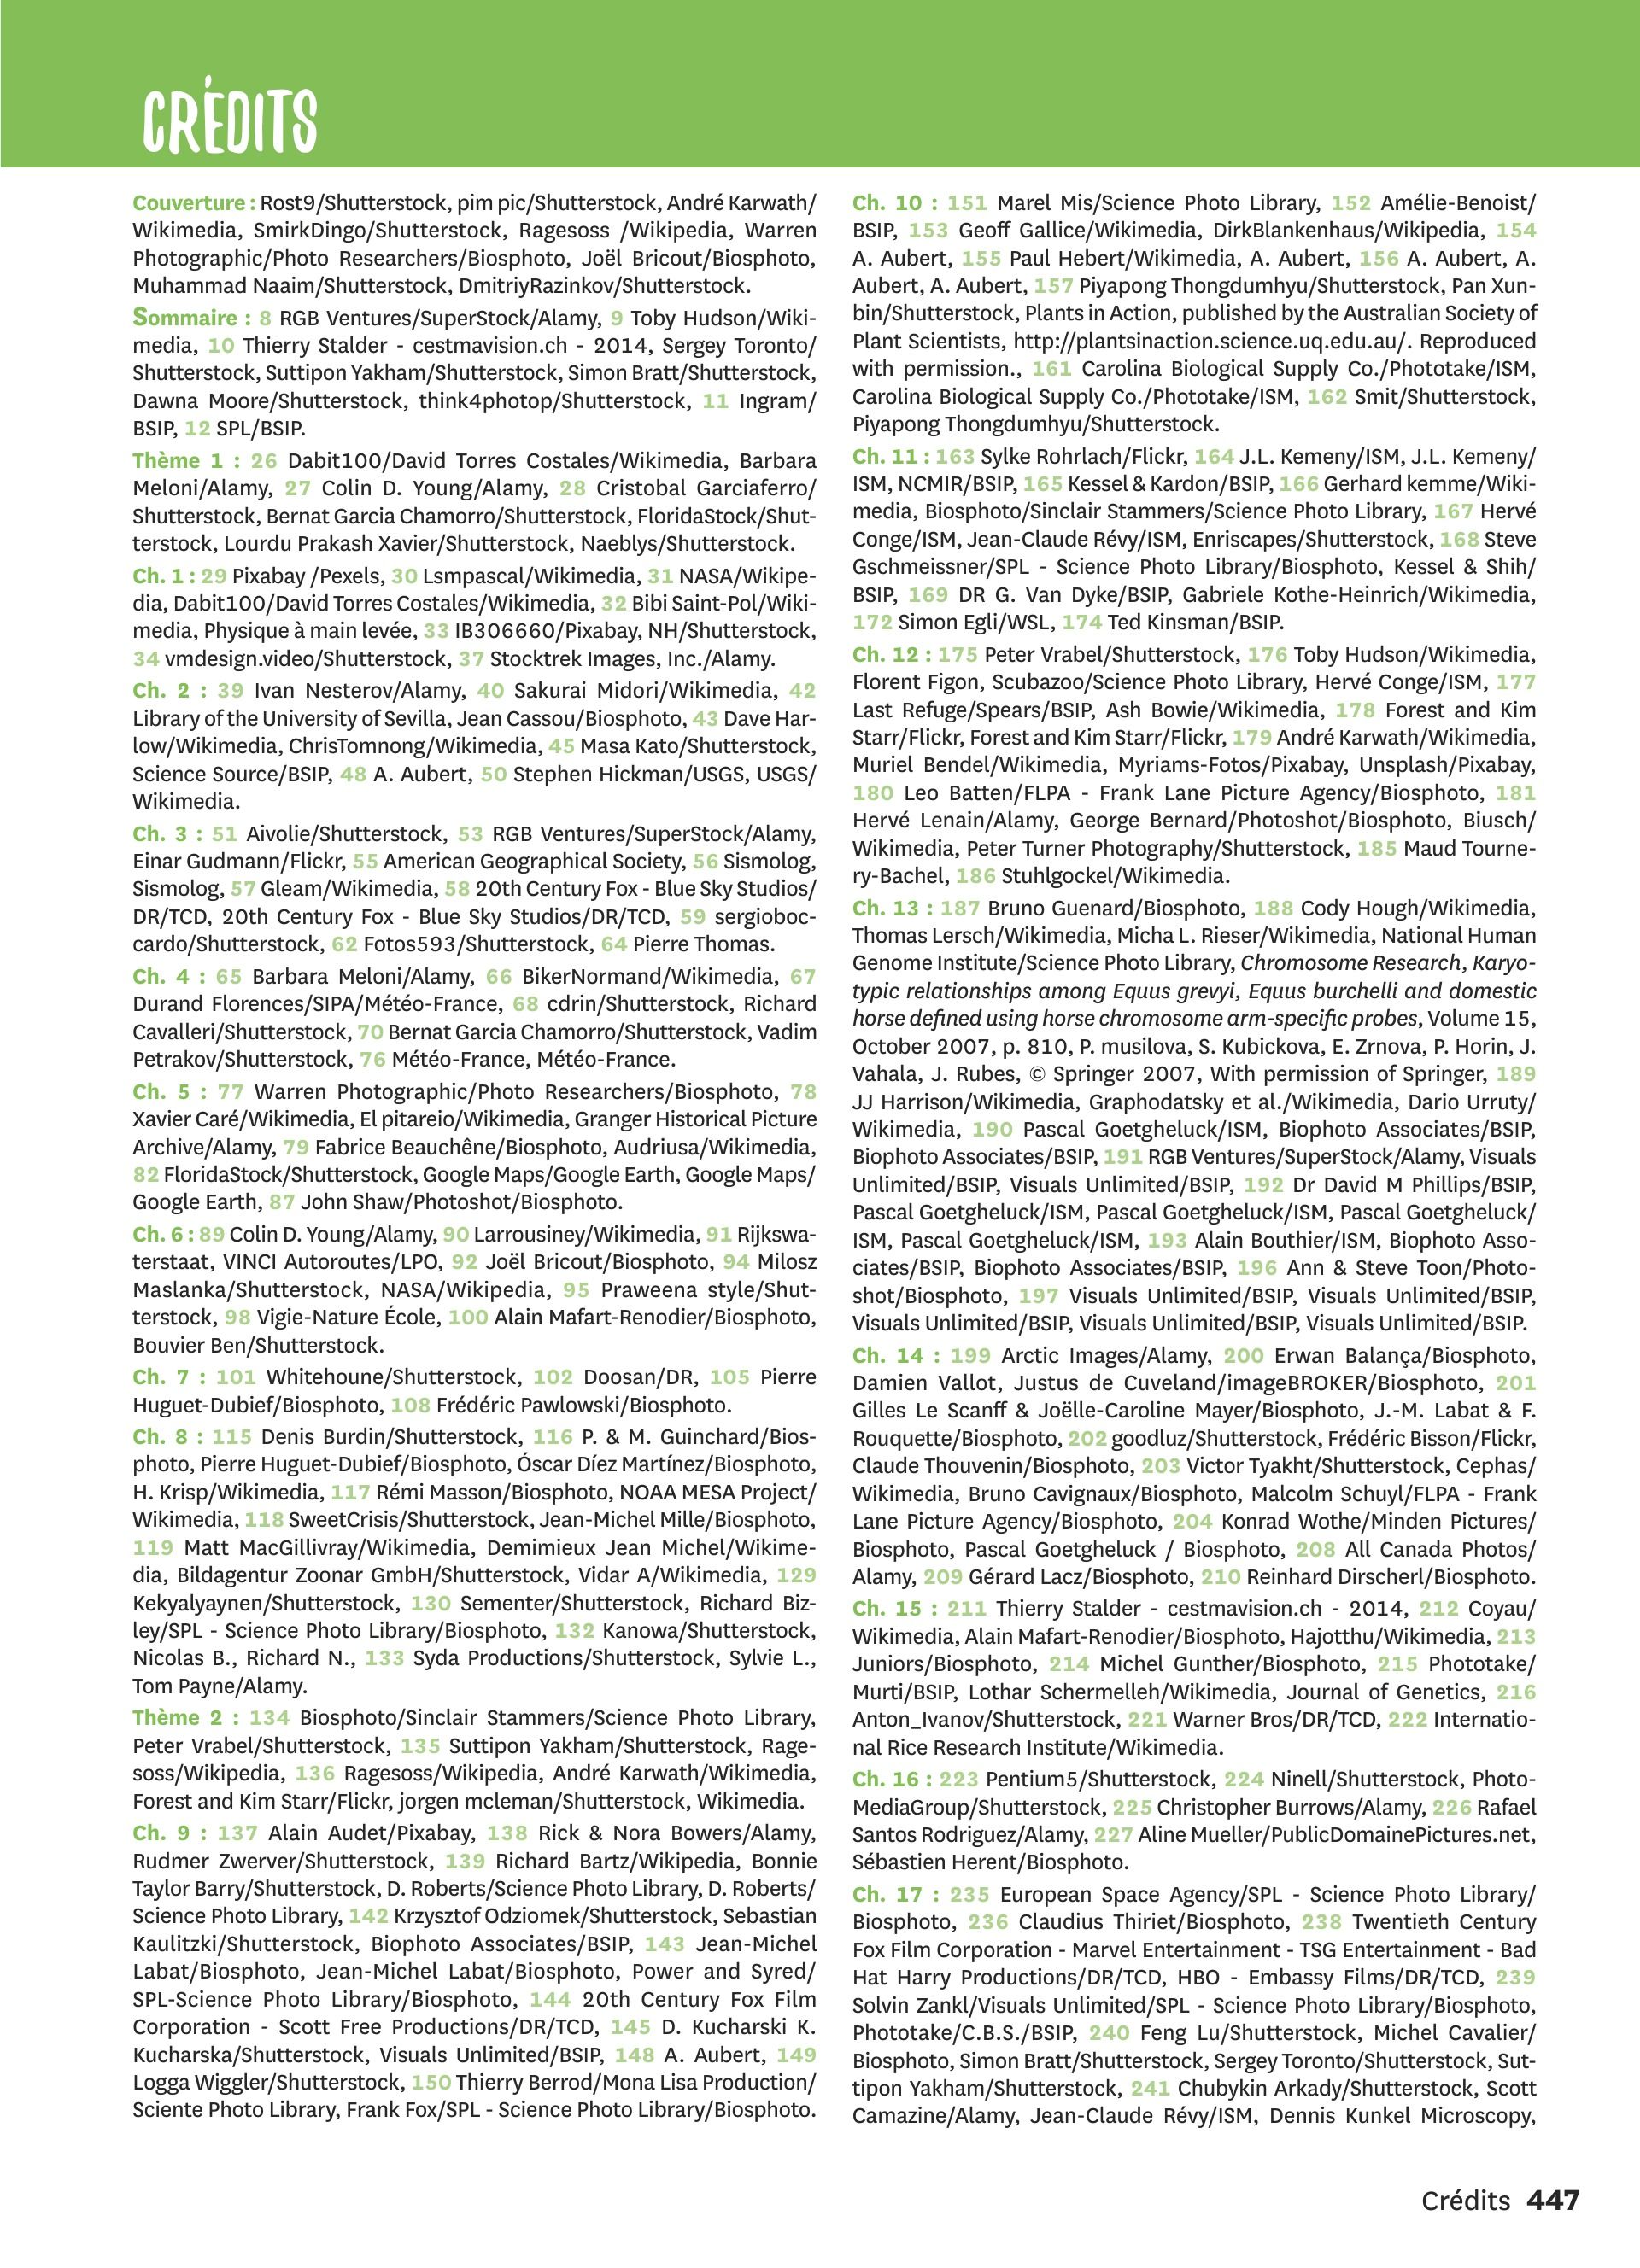 CRÉDITS
Couverture : Rost9/Shutterstock, pim pic/Shutterstock, André Karwath/
Wikimedia, SmirkDingo/Shutterstock, Ragesoss /Wikipedia, Warren
Photographic/Photo Researchers/Biosphoto, Joël Bricout/Biosphoto,
Muhammad Naaim/Shutterstock, DmitriyRazinkov/Shutterstock.
Sommaire : 8 RGB Ventures/SuperStock/Alamy, 9 Toby Hudson/Wiki-
media, 10 Thierry Stalder - cestmavision.ch - 2014, Sergey Toronto/
Shutterstock, Suttipon Yakham/Shutterstock, Simon Bratt/Shutterstock,
Dawna Moore/Shutterstock, think4photop/Shutterstock, 11 Ingram/
BSIP, 12 SPL/BSIP.
Thème 1 : 26 Dabit100/David Torres Costales/Wikimedia, Barbara
Meloni/Alamy, 27 Colin D. Young/Alamy, 28 Cristobal Garciaferro/
Shutterstock, Bernat Garcia Chamorro/Shutterstock, FloridaStock/Shut-
terstock, Lourdu Prakash Xavier/Shutterstock, Naeblys/Shutterstock.
Ch. 1 : 29 Pixabay /Pexels, 30 Lsmpascal/Wikimedia, 31 NASA/Wikipe-
dia, Dabit100/David Torres Costales/Wikimedia, 32 Bibi Saint-Pol/Wiki-
media, Physique à main levée, 33 IB306660/Pixabay, NH/Shutterstock,
34 vmdesign.video/Shutterstock, 37 Stocktrek Images, Inc./Alamy.
Ch. 2 : 39 Ivan Nesterov/Alamy, 40 Sakurai Midori/Wikimedia, 42
Library of the University of Sevilla, Jean Cassou/Biosphoto, 43 Dave Har-
low/Wikimedia, ChrisTomnong/Wikimedia, 45 Masa Kato/Shutterstock,
Science Source/BSIP, 48 A. Aubert, 50 Stephen Hickman/USGS, USGS/
Wikimedia.
Ch. 3 : 51 Aivolie/Shutterstock, 53 RGB Ventures/SuperStock/Alamy,
Einar Gudmann/Flickr, 55 American Geographical Society, 56 Sismolog,
Sismolog, 57 Gleam/Wikimedia, 58 20th Century Fox - Blue Sky Studios/
DR/TCD, 20th Century Fox - Blue Sky Studios/DR/TCD, 59 sergioboc-
cardo/Shutterstock, 62 Fotos593/Shutterstock, 64 Pierre Thomas.
Ch. 4 : 65 Barbara Meloni/Alamy, 66 BikerNormand/Wikimedia, 67
Durand Florences/SIPA/Météo-France, 68 cdrin/Shutterstock, Richard
Cavalleri/Shutterstock, 70 Bernat Garcia Chamorro/Shutterstock, Vadim
Petrakov/Shutterstock, 76 Météo-France, Météo-France.
Ch. 5 : 77 Warren Photographic/Photo Researchers/Biosphoto, 78
Xavier Caré/Wikimedia, El pitareio/Wikimedia, Granger Historical Picture
Archive/Alamy, 79 Fabrice Beauchêne/Biosphoto, Audriusa/Wikimedia,
82 FloridaStock/Shutterstock, Google Maps/Google Earth, Google Maps/
Google Earth, 87 John Shaw/Photoshot/Biosphoto.
Ch. 6 : 89 Colin D. Young/Alamy, 90 Larrousiney/Wikimedia, 91 Rijkswa-
terstaat, VINCI Autoroutes/LPO, 92 Joël Bricout/Biosphoto, 94 Milosz
Maslanka/Shutterstock, NASA/Wikipedia, 95 Praweena style/Shut-
terstock, 98 Vigie-Nature École, 100 Alain Mafart-Renodier/Biosphoto,
Bouvier Ben/Shutterstock.
Ch. 7 : 101 Whitehoune/Shutterstock, 102 Doosan/DR, 105 Pierre
Huguet-Dubief/Biosphoto, 108 Frédéric Pawlowski/Biosphoto.
Ch. 8 : 115 Denis Burdin/Shutterstock, 116 P. & M. Guinchard/Bios-
photo, Pierre Huguet-Dubief/Biosphoto, Óscar Díez Martínez/Biosphoto,
H. Krisp/Wikimedia, 117 Rémi Masson/Biosphoto, NOAA MESA Project/
Wikimedia, 118 SweetCrisis/Shutterstock, Jean-Michel Mille/Biosphoto,
119 Matt MacGillivray/Wikimedia, Demimieux Jean Michel/Wikime-
dia, Bildagentur Zoonar GmbH/Shutterstock, Vidar A/Wikimedia, 129
Kekyalyaynen/Shutterstock, 130 Sementer/Shutterstock, Richard Biz-
ley/SPL - Science Photo Library/Biosphoto, 132 Kanowa/Shutterstock,
Nicolas B., Richard N., 133 Syda Productions/Shutterstock, Sylvie L.,
Tom Payne/Alamy.
Thème 2 : 134 Biosphoto/Sinclair Stammers/Science Photo Library,
Peter Vrabel/Shutterstock, 135 Suttipon Yakham/Shutterstock, Rage-
soss/Wikipedia, 136 Ragesoss/Wikipedia, André Karwath/Wikimedia,
Forest and Kim Starr/Flickr, jorgen mcleman/Shutterstock, Wikimedia.
Ch. 9 : 137 Alain Audet/Pixabay, 138 Rick & Nora Bowers/Alamy,
Rudmer Zwerver/Shutterstock, 139 Richard Bartz/Wikipedia, Bonnie
Taylor Barry/Shutterstock, D. Roberts/Science Photo Library, D. Roberts/
Science Photo Library, 142 Krzysztof Odziomek/Shutterstock, Sebastian
Kaulitzki/Shutterstock, Biophoto Associates/BSIP, 143 Jean-Michel
Labat/Biosphoto, Jean-Michel Labat/Biosphoto, Power and Syred/
SPL-Science Photo Library/Biosphoto, 144 20th Century Fox Film
Corporation - Scott Free Productions/DR/TCD, 145 D. Kucharski K.
Kucharska/Shutterstock, Visuals Unlimited/BSIP, 148 A. Aubert, 149
Logga Wiggler/Shutterstock, 150 Thierry Berrod/Mona Lisa Production/
Sciente Photo Library, Frank Fox/SPL - Science Photo Library/Biosphoto.
Ch. 10 : 151 Marel Mis/Science Photo Library, 152 Amélie-Benoist/
BSIP, 153 Geoff Gallice/Wikimedia, DirkBlankenhaus/Wikipedia, 154
A. Aubert, 155 Paul Hebert/Wikimedia, A. Aubert, 156 A. Aubert, A.
Aubert, A. Aubert, 157 Piyapong Thongdumhyu/Shutterstock, Pan Xun-
bin/Shutterstock, Plants in Action, published by the Australian Society of
Plant Scientists, http://plantsinaction.science.uq.edu.au/. Reproduced
with permission., 161 Carolina Biological Supply Co./Phototake/ISM,
Carolina Biological Supply Co./Phototake/ISM, 162 Smit/Shutterstock,
Piyapong Thongdumhyu/Shutterstock.
Ch. 11 : 163 Sylke Rohrlach/Flickr, 164 J.L. Kemeny/ISM, J.L. Kemeny/
ISM, NCMIR/BSIP, 165 Kessel & Kardon/BSIP, 166 Gerhard kemme/Wiki-
media, Biosphoto/Sinclair Stammers/Science Photo Library, 167 Hervé
Conge/ISM, Jean-Claude Révy/ISM, Enriscapes/Shutterstock, 168 Steve
Gschmeissner/SPL - Science Photo Library/Biosphoto, Kessel & Shih/
BSIP, 169 DR G. Van Dyke/BSIP, Gabriele Kothe-Heinrich/Wikimedia,
172 Simon Egli/WSL, 174 Ted Kinsman/BSIP.
Ch. 12 : 175 Peter Vrabel/Shutterstock, 176 Toby Hudson/Wikimedia,
Florent Figon, Scubazoo/Science Photo Library, Hervé Conge/ISM, 177
Last Refuge/Spears/BSIP, Ash Bowie/Wikimedia, 178 Forest and Kim
Starr/Flickr, Forest and Kim Starr/Flickr, 179 André Karwath/Wikimedia,
Muriel Bendel/Wikimedia, Myriams-Fotos/Pixabay, Unsplash/Pixabay,
180 Leo Batten/FLPA - Frank Lane Picture Agency/Biosphoto, 181
Hervé Lenain/Alamy, George Bernard/Photoshot/Biosphoto, Biusch/
Wikimedia, Peter Turner Photography/Shutterstock, 185 Maud Tourne-
ry-Bachel, 186 Stuhlgockel/Wikimedia.
Ch. 13 : 187 Bruno Guenard/Biosphoto, 188 Cody Hough/Wikimedia,
Thomas Lersch/Wikimedia, Micha L. Rieser/Wikimedia, National Human
Genome Institute/Science Photo Library, Chromosome Research, Karyo-
typic relationships among Equus grevyi, Equus burchelli and domestic
horse defined using horse chromosome arm-specific probes, Volume 15,
October 2007, p. 810, P. musilova, S. Kubickova, E. Zrnova, P. Horin, J.
Vahala, J. Rubes, © Springer 2007, With permission of Springer, 189
JJ Harrison/Wikimedia, Graphodatsky et al./Wikimedia, Dario Urruty/
Wikimedia, 190 Pascal Goetgheluck/ISM, Biophoto Associates/BSIP,
Biophoto Associates/BSIP, 191 RGB Ventures/SuperStock/Alamy, Visuals
Unlimited/BSIP, Visuals Unlimited/BSIP, 192 Dr David M Phillips/BSIP,
Pascal Goetgheluck/ISM, Pascal Goetgheluck/ISM, Pascal Goetgheluck/
ISM, Pascal Goetgheluck/ISM, 193 Alain Bouthier/ISM, Biophoto Asso-
ciates/BSIP, Biophoto Associates/BSIP, 196 Ann & Steve Toon/Photo-
shot/Biosphoto, 197 Visuals Unlimited/BSIP, Visuals Unlimited/BSIP,
Visuals Unlimited/BSIP, Visuals Unlimited/BSIP, Visuals Unlimited/BSIP.
Ch. 14 : 199 Arctic Images/Alamy, 200 Erwan Balança/Biosphoto,
Damien Vallot, Justus de Cuveland/imageBROKER/Biosphoto, 201
Gilles Le Scanff & Joëlle-Caroline Mayer/Biosphoto, J.-M. Labat & F.
Rouquette/Biosphoto, 202 goodluz/Shutterstock, Frédéric Bisson/Flickr,
Claude Thouvenin/Biosphoto, 203 Victor Tyakht/Shutterstock, Cephas/
Wikimedia, Bruno Cavignaux/Biosphoto, Malcolm Schuyl/FLPA - Frank
Lane Picture Agency/Biosphoto, 204 Konrad Wothe/Minden Pictures/
Biosphoto, Pascal Goetgheluck / Biosphoto, 208 All Canada Photos/
Alamy, 209 Gérard Lacz/Biosphoto, 210 Reinhard Dirscherl/Biosphoto.
Ch. 15 : 211 Thierry Stalder - cestmavision.ch - 2014, 212 Coyau/
Wikimedia, Alain Mafart-Renodier/Biosphoto, Hajotthu/Wikimedia, 213
Juniors/Biosphoto, 214 Michel Gunther/Biosphoto, 215 Phototake/
Murti/BSIP, Lothar Schermelleh/Wikimedia, Journal of Genetics, 216
Anton_Ivanov/Shutterstock, 221 Warner Bros/DR/TCD, 222 Internatio-
nal Rice Research Institute/Wikimedia.
Ch. 16 : 223 Pentium5/Shutterstock, 224 Ninell/Shutterstock, Photo-
MediaGroup/Shutterstock, 225 Christopher Burrows/Alamy, 226 Rafael
Santos Rodriguez/Alamy, 227 Aline Mueller/PublicDomainPictures.net,
Sébastien Herent/Biosphoto.
Ch. 17 : 235 European Space Agency/SPL - Science Photo Library/
Biosphoto, 236 Claudius Thiriet/Biosphoto, 238 Twentieth Century
Fox Film Corporation - Marvel Entertainment - TSG Entertainment - Bad
Hat Harry Productions/DR/TCD, HBO - Embassy Films/DR/TCD, 239
Solvin Zankl/Visuals Unlimited/SPL - Science Photo Library/Biosphoto,
Phototake/C.B.S./BSIP, 240 Feng Lu/Shutterstock, Michel Cavalier/
Biosphoto, Simon Bratt/Shutterstock, Sergey Toronto/Shutterstock, Sut-
tipon Yakham/Shutterstock, 241 Chubykin Arkady/Shutterstock, Scott
Camazine/Alamy, Jean-Claude Révy/ISM, Dennis Kunkel Microscopy,
Crédits 447